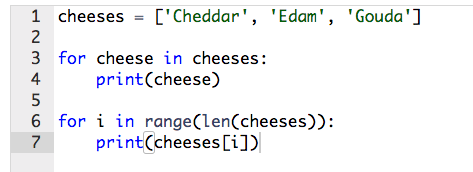 1 cheeses = ['Cheddar', 'Edam', 'Gouda']
2
3 for cheese in cheeses:
4     print(cheese)
5
6 for i in range(len(cheeses)):
7     print(cheeses[i])